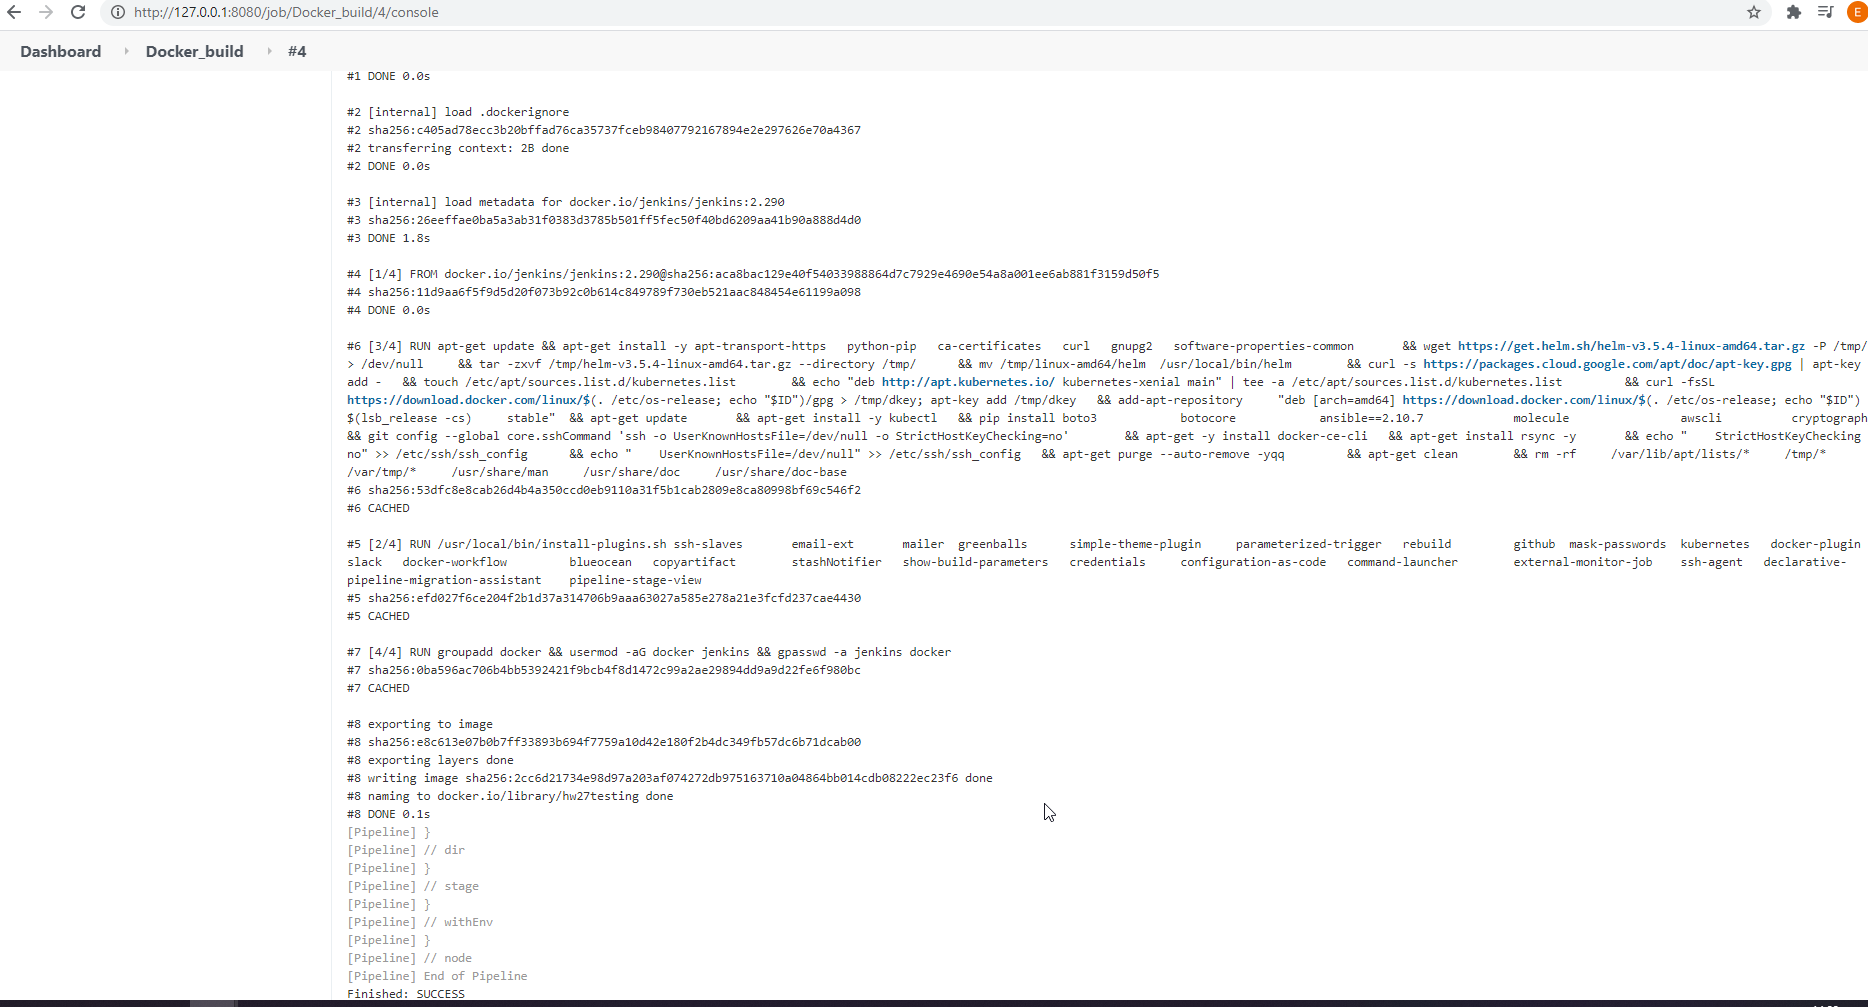 http://127.0.0.1:8080/job/Docker_build/4/console
E
Dashboard Docker_build #4
#1 DONE 0.0s
#2 [internal] load .dockerignore
#2 sha256:c405ad78ecc3b20bffad76ca35737fceb98407792167894e2e297626e70a4367
#2 transferring context: 2B done
#2 DONE 0.0s
#3 [internal] load metadata for docker.io/jenkins/jenkins:2.290
#3 sha256:26eeffae0ba5a3ab31f0383d3785b501ff5fec50f40bd6209aa41b90a888d4d0
#3 DONE 1.8s
#4 [1/4] FROM docker.io/jenkins/jenkins:2.290@sha256:aca8bac129e40f54033988864d7c7929e4690e54a8a001ee6ab881f3159d50f5
#4 sha256:11d9aa6f5f9d5d20f073b92c0b614c849789f730eb521aac848454e61199a098
#4 DONE 0.0s
#6 [3/4] RUN apt-get update && apt-get install -y apt-transport-https python-pip ca-certificates curl gnupg2 software-properties-common && wget https://get.helm.sh/helm-v3.5.4-linux-amd64.tar.gz -P /tmp/
> /dev/null && tar -zxvf /tmp/helm-v3.5.4-linux-amd64.tar.gz --directory /tmp/ && mv /tmp/linux-amd64/helm /usr/local/bin/helm && curl -s https://packages.cloud.google.com/apt/doc/apt-key.gpg | apt-key
add - && touch /etc/apt/sources.list.d/kubernetes.list && echo "deb http://apt.kubernetes.io/ kubernetes-xenial main" | tee -a /etc/apt/sources.list.d/kubernetes.list && curl -fsSL
https://download.docker.com/linux/$(. /etc/os-release; echo "$ID")/gpg > /tmp/dkey; apt-key add /tmp/dkey && add-apt-repository "deb [arch=amd64] https://download.docker.com/linux/$(. /etc/os-release; echo "$ID")
$(lsb_release -cs) stable" && apt-get update && apt-get install -y kubectl && pip install boto3 botocore ansible==2.10.7 molecule awscli cryptograph
&& git config --global core.sshCommand 'ssh -o UserKnownHostsFile=/dev/null -o StrictHostKeyChecking=no' && apt-get -y install docker-ce-cli && apt-get install rsync -y && echo " StrictHostKeyChecking
no" >> /etc/ssh/ssh_config && echo " UserKnownHostsFile=/dev/null" >> /etc/ssh/ssh_config && apt-get purge --auto-remove -yqq && apt-get clean && rm -rf /var/lib/apt/lists/* /tmp/*
/var/tmp/* /usr/share/man /usr/share/doc /usr/share/doc-base
#6 sha256:53dfc8e8cab26d4b4a350ccd0eb9110a31f5b1cab2809e8ca80998bf69c546f2
#6 CACHED
#5 [2/4] RUN /usr/local/bin/install-plugins.sh ssh-slaves email-ext mailer greenballs simple-theme-plugin parameterized-trigger rebuild github mask-passwords kubernetes docker-plugin
slack docker-workflow blueocean copyartifact stashNotifier show-build-parameters credentials configuration-as-code command-launcher external-monitor-job ssh-agent declarative-
pipeline-migration-assistant pipeline-stage-view
#5 sha256:efd027f6ce204f2b1d37a314706b9aaa63027a585e278a21e3fcfd237cae4430
#5 CACHED
#7 [4/4] RUN groupadd docker && usermod -aG docker jenkins && gpasswd -a jenkins docker
#7 sha256:0ba596ac706b4bb5392421f9bcb4f8d1472c99a2ae29894dd9a9d22fe6f980bc
#7 CACHED
#8 exporting to image
#8 sha256:e8c613e07b0b7ff33893b694f7759a10d42e180f2b4dc349fb57dc6b71dcab00
#8 exporting layers done
#8 writing image sha256:2cc6d21734e98d97a203af074272db975163710a04864bb014cdb08222ec23f6 done
#8 naming to docker.io/library/hw27testing done
#8 DONE 0.1s
[Pipeline] }
[Pipeline] // dir
[Pipeline] }
[Pipeline] // stage
[Pipeline] }
[Pipeline] // withEnv
[Pipeline] }
[Pipeline] // node
[Pipeline] End of Pipeline
Finished: SUCCESS